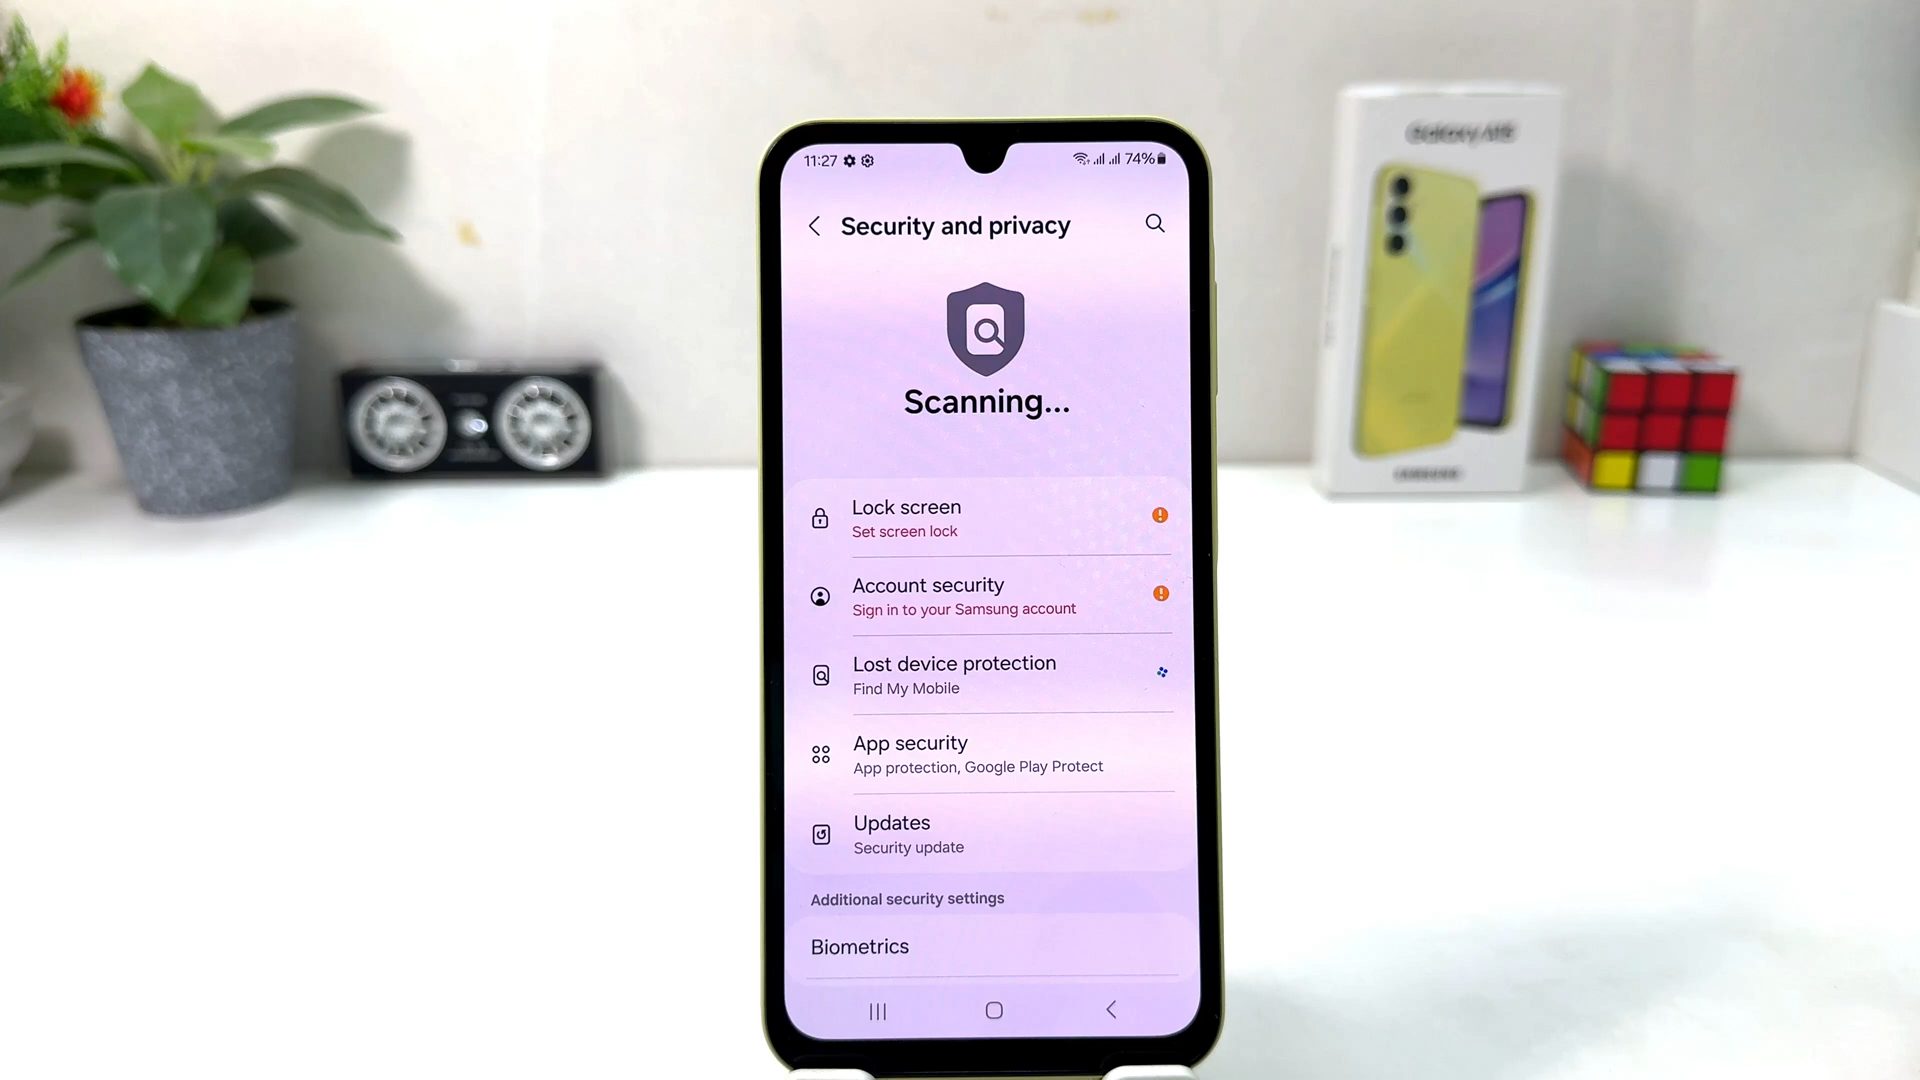 11:27
74%
Security and privacy
Scanning...
Lock screen
Set screen lock
Account security
Sign in to your Samsung account
Lost device protection
Find My Mobile
App security
App protection, Google Play Protect
Updates
Security update
Additional security settings
Biometrics
SAMSUNG